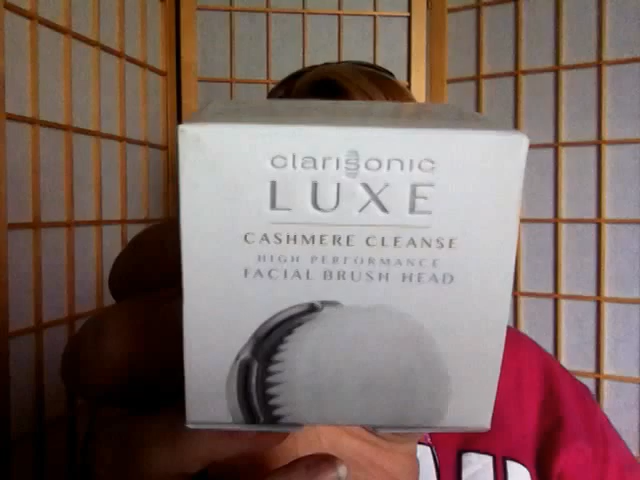 clarisonic
LUXE
CASHMERE CLEANSE
HIGH PERFORMANCE
FACIAL BRUSH HEAD